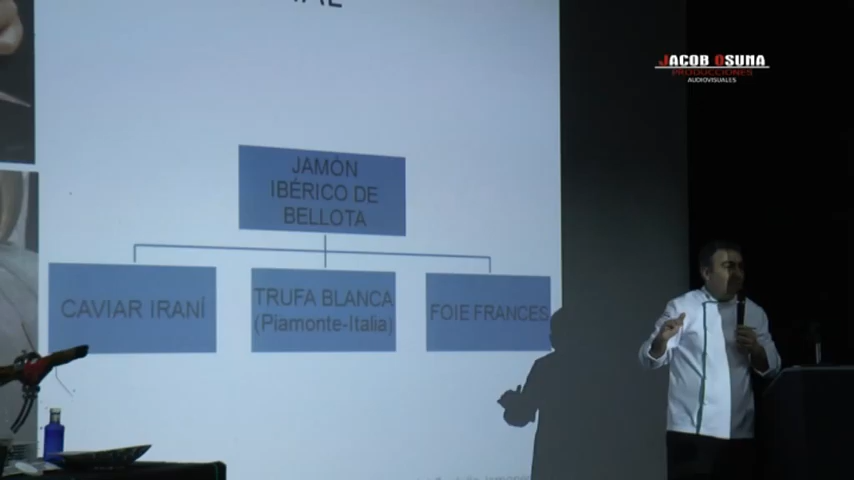 JACOB OSUNA
PRODUCCIONES
AUDIOVISUALES
JAMÓN
IBÉRICO DE
BELLOTA
CAVIAR IRANÍ
TRUFA BLANCA
(Piamonte-Italia)
FOIE FRANCES